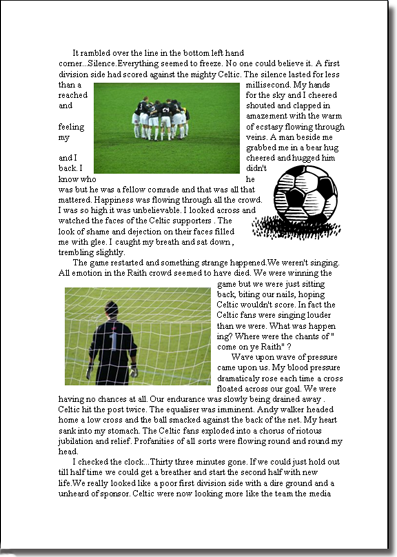 It rambled over the line in the bottom left hand
corner...Silence.Everything seemed to freeze. No one could believe it. A first
division side had scored against the mighty Celtic. The silence lasted for less
than a millisecond. My hands
reached for the sky and I cheered
and shouted and clapped in
amazement with the warm
feeling of ecstasy flowing through
my veins. A man beside me
grabbed me in a bear hug
and I cheered and hugged him
back. I didn't
know who he
was but he was a fellow comrade and that was all that
mattered. Happiness was flowing through all the crowd.
I was so high it was unbelievable. I looked across and
watched the faces of the Celtic supporters . The
look of shame and dejection on their faces filled
me with glee. I caught my breath and sat down ,
trembling slightly.
The game restarted and something strange happened.We weren't singing.
All emotion in the Raith crowd seemed to have died. We were winning the
game but we were just sitting
back, biting our nails, hoping
Celtic wouldn't score. In fact the
Celtic fans were singing louder
than we were. What was happen
ing? Where were the chants of "
come on ye Raith" ?
Wave upon wave of pressure
came upon us. My blood pressure
dramaticaly rose each time a cross
floated across our goal. We were
having no chances at all. Our endurance was slowly being drained away .
Celtic hit the post twice. The equaliser was imminent. Andy walker headed
home a low cross and the ball smacked against the back of the net. My heart
sank into my stomach. The Celtic fans exploded into a chorus of riotous
jubilation and relief. Profanities of all sorts were flowing round and round my
head.
I checked the clock...Thirty three minutes gone. If we could just hold out
till half time we could get a breather and start the second half with new
life.We really looked like a poor first division side with a dire ground and a
unheard of sponsor. Celtic were now looking more like the team the media